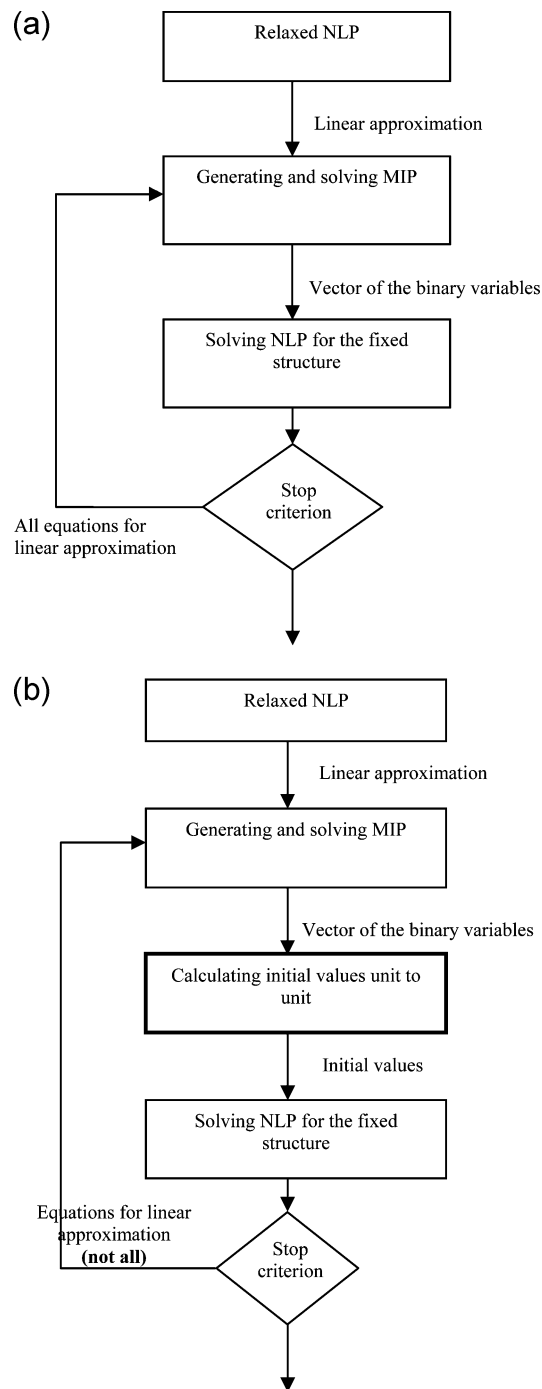 (a)
Relaxed NLP
Linear approximation
Generating and solving MIP
Vector of the binary variables
Solving NLP for the fixed
structure
Stop
criterion
All equations for
linear approximation
(b)
Relaxed NLP
Linear approximation
Generating and solving MIP
Vector of the binary variables
Calculating initial values unit to
unit
Initial values
Solving NLP for the fixed
structure
Equations for linear
approximation
(not all)
Stop
criterion